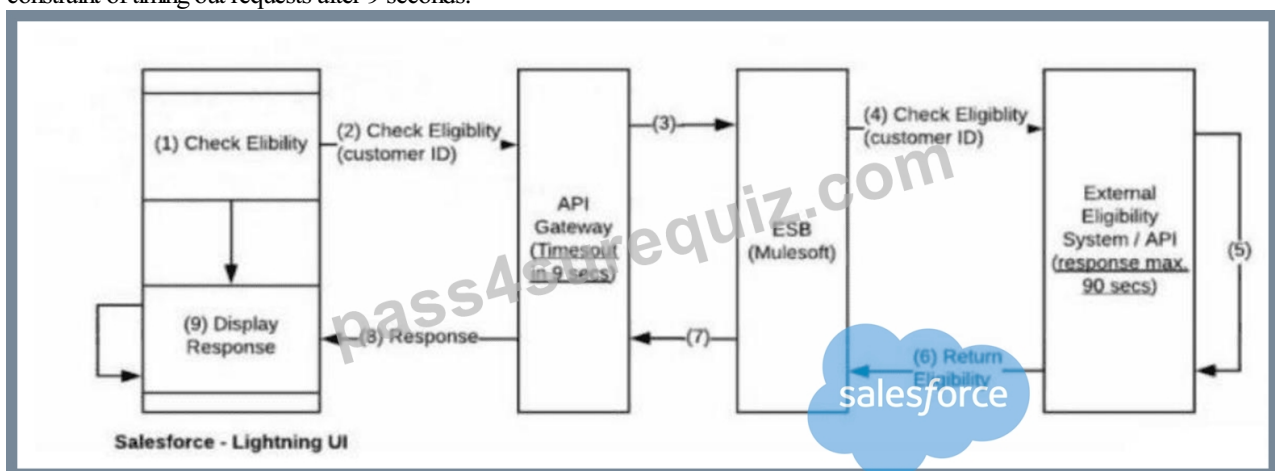 constraint of timing out requests after 9 seconds.
(1) Check Elibility
(2) Check Eligiblity
(customer ID)
(3)
(4) Check Eligiblity
(customer ID)
API
Gateway
(Timesout
in 9 secs)
ESB
(Mulesoft)
External
Eligibility
System / API
(response max.
90 secs)
(5)
(6) Return
Eligibility
(7)
(8) Response
(9) Display
Response
Salesforce - Lightning UI
pass4surequiz.com
salesforce